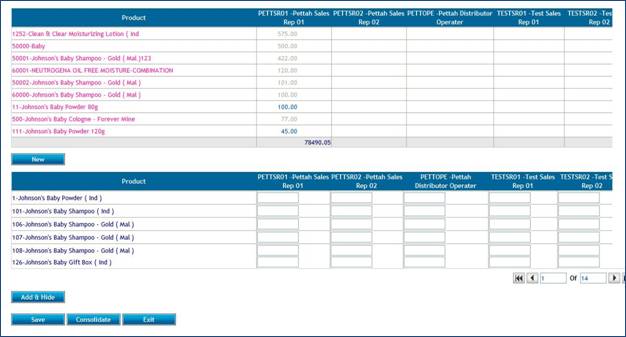 Product PETTSR01 -Pettah Sales Rep 01 PETTSR02 -Pettah Sales Rep 02 PETTOPE -Pettah Distributor Operater TESTSR01 -Test Sales Rep 01 TESTSR02 -Test Rep 02
1252-Clean & Clear Moisturizing Lotion ( Ind 575.00
50000-Baby 500.00
50001-Johnson's Baby Shampoo - Gold ( Mal )123 422.00
60001-NEUTROGENA OIL FREE MOISTURE-COMBINATION 120.00
50002-Johnson's Baby Shampoo - Gold ( Mal ) 101.00
60000-Johnson's Baby Shampoo - Gold ( Mal ) 100.00
11-Johnson's Baby Powder 80g 100.00
500-Johnson's Baby Cologne - Forever Mine 77.00
111-Johnson's Baby Powder 120g 45.00
78490.05
New
Product PETTSR01 -Pettah Sales Rep 01 PETTSR02 -Pettah Sales Rep 02 PETTOPE -Pettah Distributor Operater TESTSR01 -Test Sales Rep 01 TESTSR02 -Test S Rep 02
1-Johnson's Baby Powder ( Ind )
101-Johnson's Baby Shampoo ( Ind )
106-Johnson's Baby Shampoo - Gold ( Mal )
107-Johnson's Baby Shampoo - Gold ( Mal )
108-Johnson's Baby Shampoo - Gold ( Mal )
126-Johnson's Baby Gift Box ( Ind )
1 Of 14
Add & Hide
Save Consolidate Exit